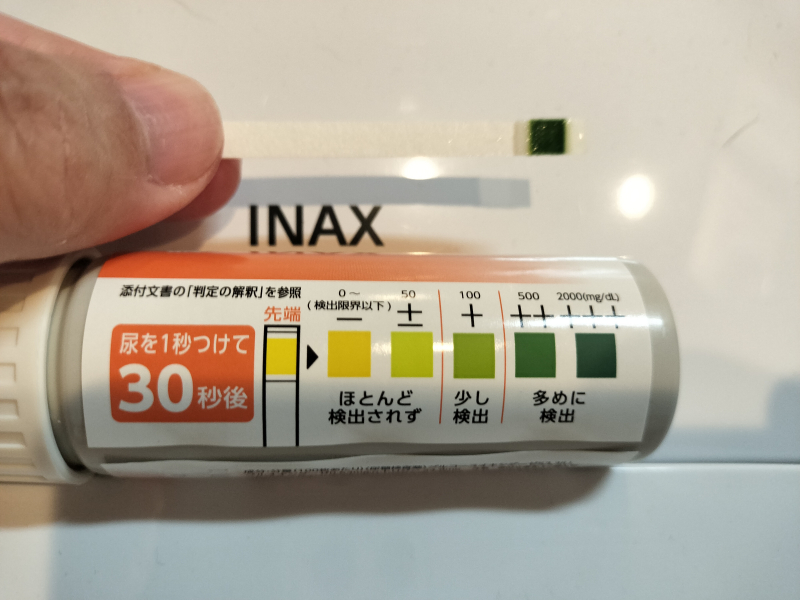 INAX
添付文書の「判定の解釈」を参照
0～ 50 100 500 2000(mg/dL)
(検出限界以下)
先端
－ ± ＋ ＋＋ ＋＋＋
尿を1秒つけて
30秒後
ほとんど 少し 多めに
検出されず 検出 検出